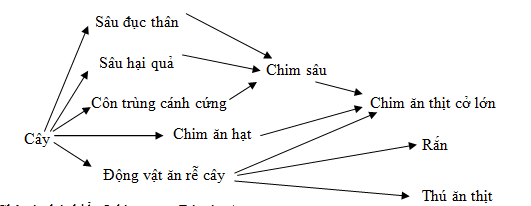 Sâu đục thân
Sâu hại quả
Chim sâu
Côn trùng cánh cứng
Chim ăn thịt cở lớn
Cây
Chim ăn hạt
Rắn
Động vật ăn rễ cây
Thú ăn thịt